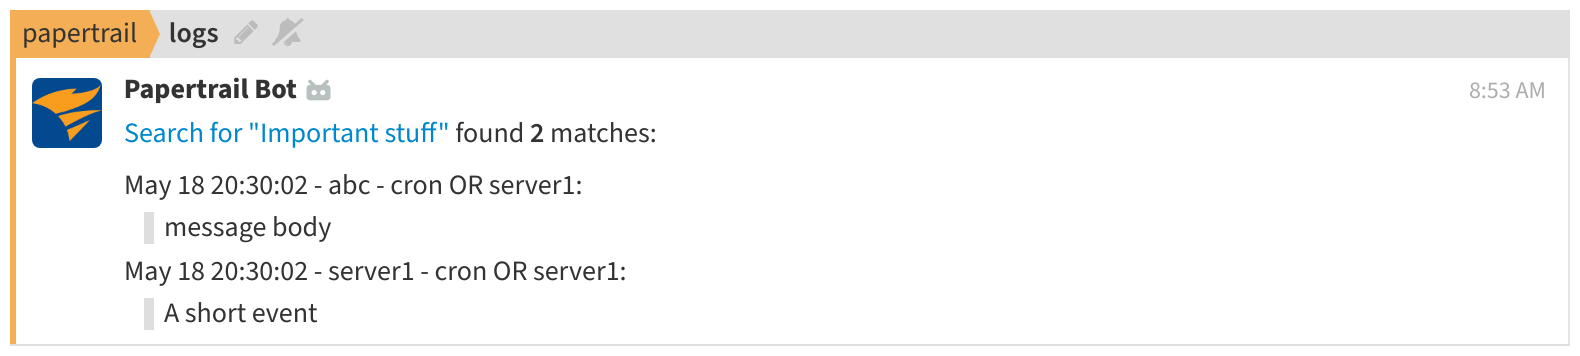 papertrail logs
Papertrail Bot 8:53 AM
Search for "Important stuff" found 2 matches:
May 18 20:30:02 - abc - cron OR server1:
message body
May 18 20:30:02 - server1 - cron OR server1:
A short event